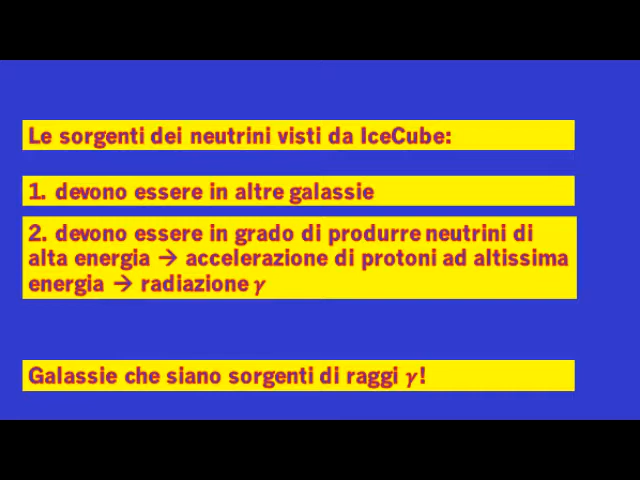 Le sorgenti dei neutrini visti da IceCube:
1. devono essere in altre galassie
2. devono essere in grado di produrre neutrini di
alta energia → accelerazione di protoni ad altissima
energia → radiazione γ
Galassie che siano sorgenti di raggi γ!